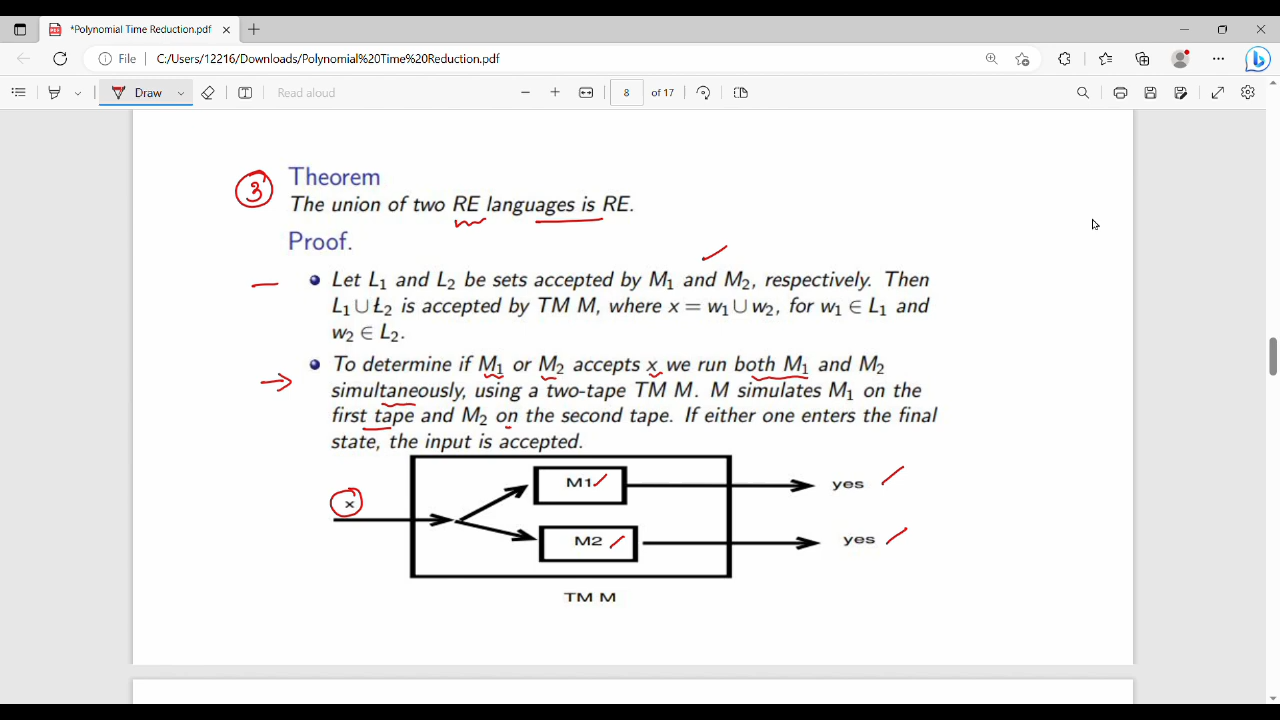 *Polynomial Time Reduction.pdf
File C:/Users/12216/Downloads/Polynomial%20Time%20Reduction.pdf
Draw Read aloud 8 of 17
3
Theorem
The union of two RE languages is RE.
Proof.
Let L₁ and L₂ be sets accepted by M₁ and M₂, respectively. Then
L₁ ∪ Ł₂ is accepted by TM M, where x = w₁ ∪ w₂, for w₁ ∈ L₁ and
w₂ ∈ L₂.
To determine if M₁ or M₂ accepts x we run both M₁ and M₂
simultaneously, using a two-tape TM M. M simulates M₁ on the
first tape and M₂ on the second tape. If either one enters the final
state, the input is accepted.
M1 yes
x
M2 yes
TM M